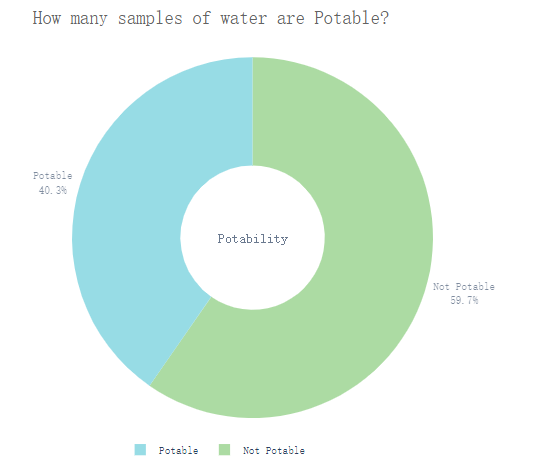 How many samples of water are Potable?
Potable
40.3%
Potability
Not Potable
59.7%
Potable Not Potable